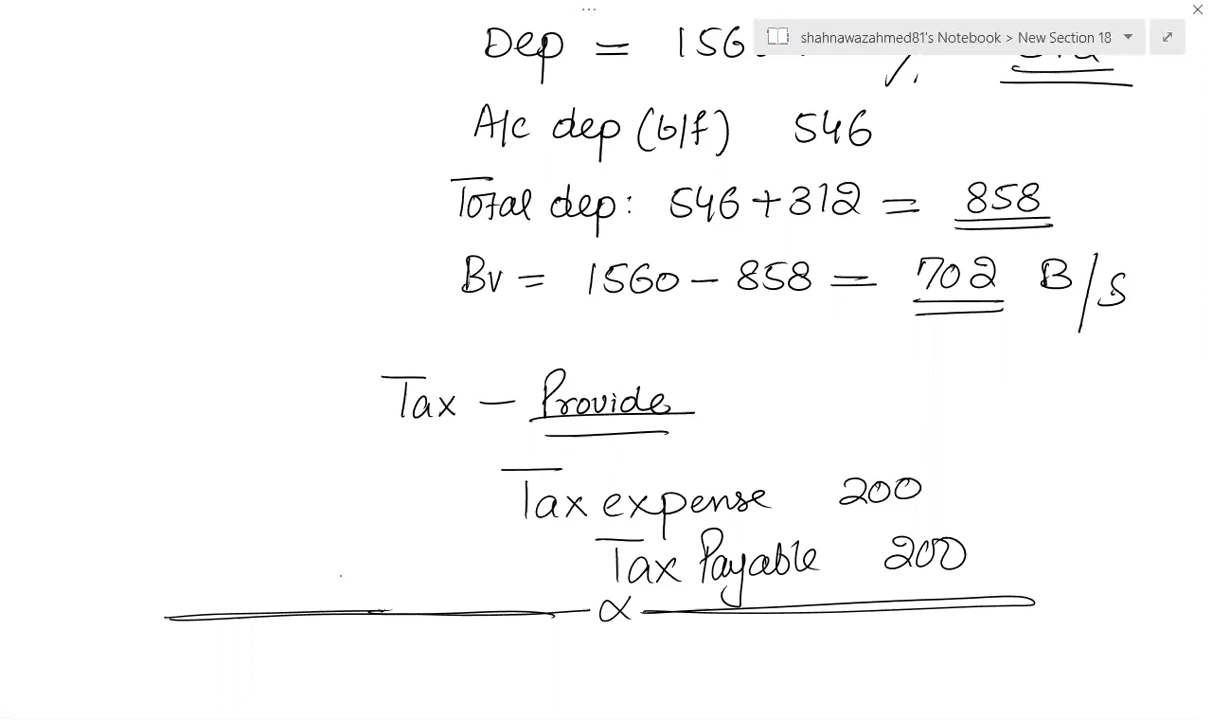 shahnawazahmed81's Notebook > New Section 18
Dep = 156
A/c dep (b/f) 546
Total dep: 546 + 312 = 858
Bv = 1560 - 858 = 702 B/S
Tax - Provide
Tax expense 200
Tax Payable 200